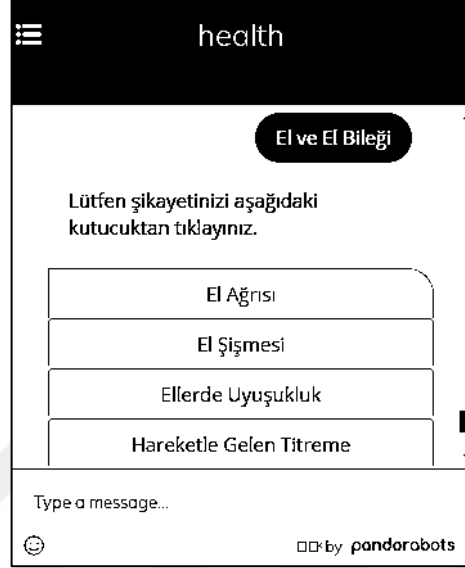 health
El ve El Bileği
Lütfen şikayetinizi aşağıdaki
kutucuktan tıklayınız.
El Ağrısı
El Şişmesi
Ellerde Uyuşukluk
Hareketle Gelen Titreme
Type a message...
by pandorabots